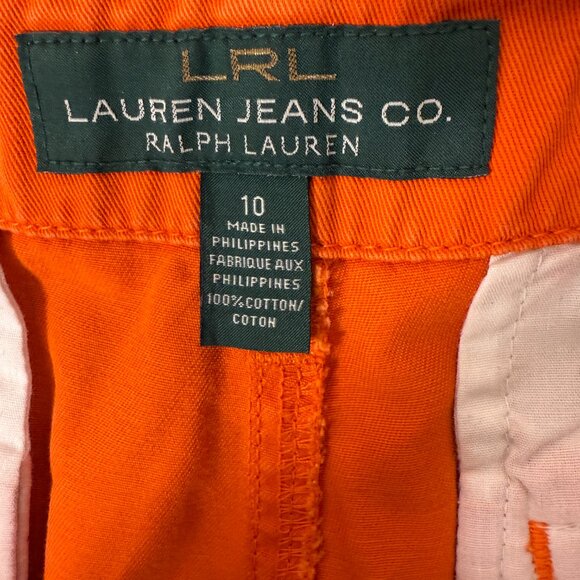 LRL
LAUREN JEANS CO.
RALPH LAUREN
10
MADE IN
PHILIPPINES
FABRIQUE AUX
PHILIPPINES
100% COTTON/
COTON